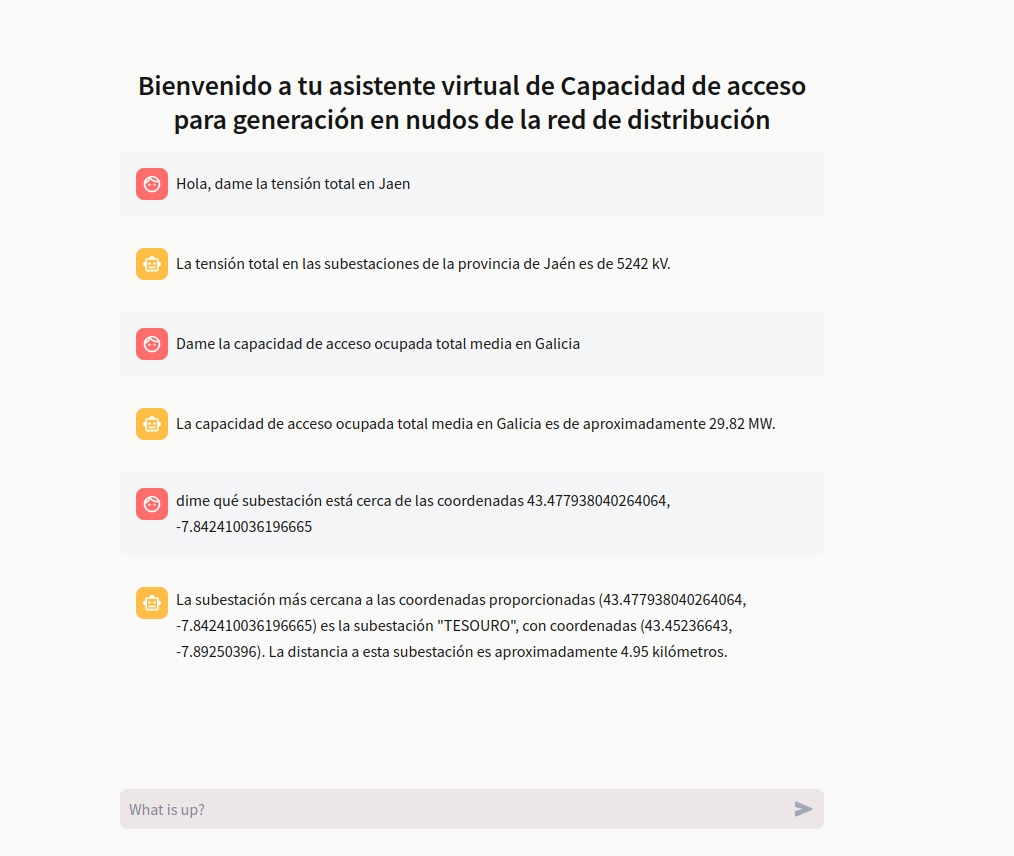 Bienvenido a tu asistente virtual de Capacidad de acceso
para generación en nudos de la red de distribución
Hola, dame la tensión total en Jaen
La tensión total en las subestaciones de la provincia de Jaén es de 5242 kV.
Dame la capacidad de acceso ocupada total media en Galicia
La capacidad de acceso ocupada total media en Galicia es de aproximadamente 29.82 MW.
dime qué subestación está cerca de las coordenadas 43.477938040264064,
-7.842410036196665
La subestación más cercana a las coordenadas proporcionadas (43.477938040264064,
-7.842410036196665) es la subestación "TESOURO", con coordenadas (43.45236643,
-7.89250396). La distancia a esta subestación es aproximadamente 4.95 kilómetros.
What is up?